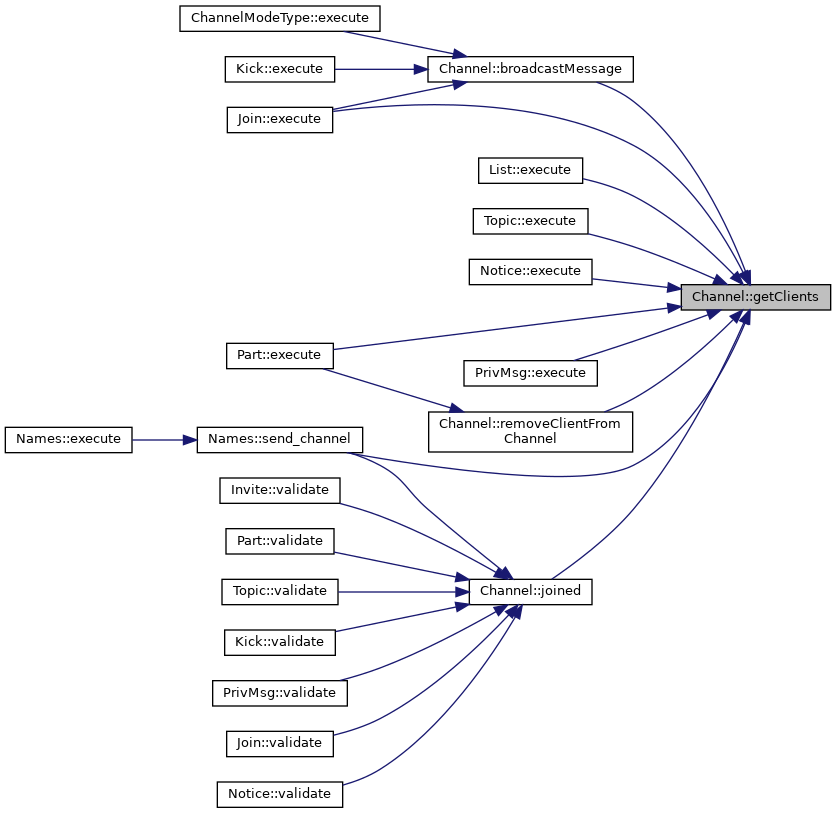 ChannelModeType::execute
Kick::execute
Channel::broadcastMessage
Join::execute
List::execute
Topic::execute
Notice::execute
Channel::getClients
Part::execute
PrivMsg::execute
Channel::removeClientFrom
Channel
Names::execute
Names::send_channel
Invite::validate
Part::validate
Topic::validate
Channel::joined
Kick::validate
PrivMsg::validate
Join::validate
Notice::validate